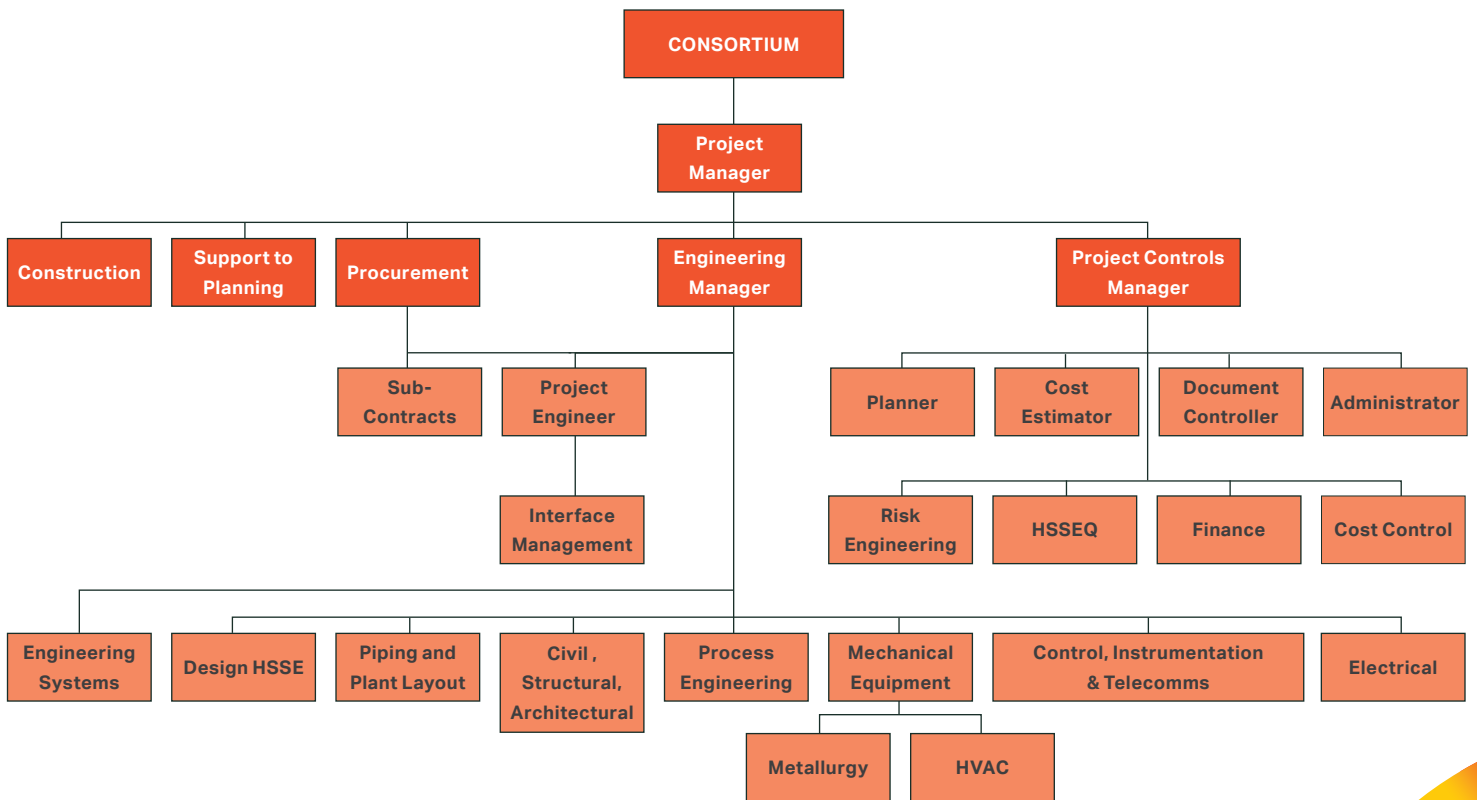 CONSORTIUM
Project
Manager
Construction
Support to
Planning
Procurement
Engineering
Manager
Project Controls
Manager
Sub-
Contracts
Project
Engineer
Planner
Cost
Estimator
Document
Controller
Administrator
Interface
Management
Risk
Engineering
HSSEQ
Finance
Cost Control
Engineering
Systems
Design HSSE
Piping and
Plant Layout
Civil ,
Structural,
Architectural
Process
Engineering
Mechanical
Equipment
Control, Instrumentation
& Telecomms
Electrical
Metallurgy
HVAC